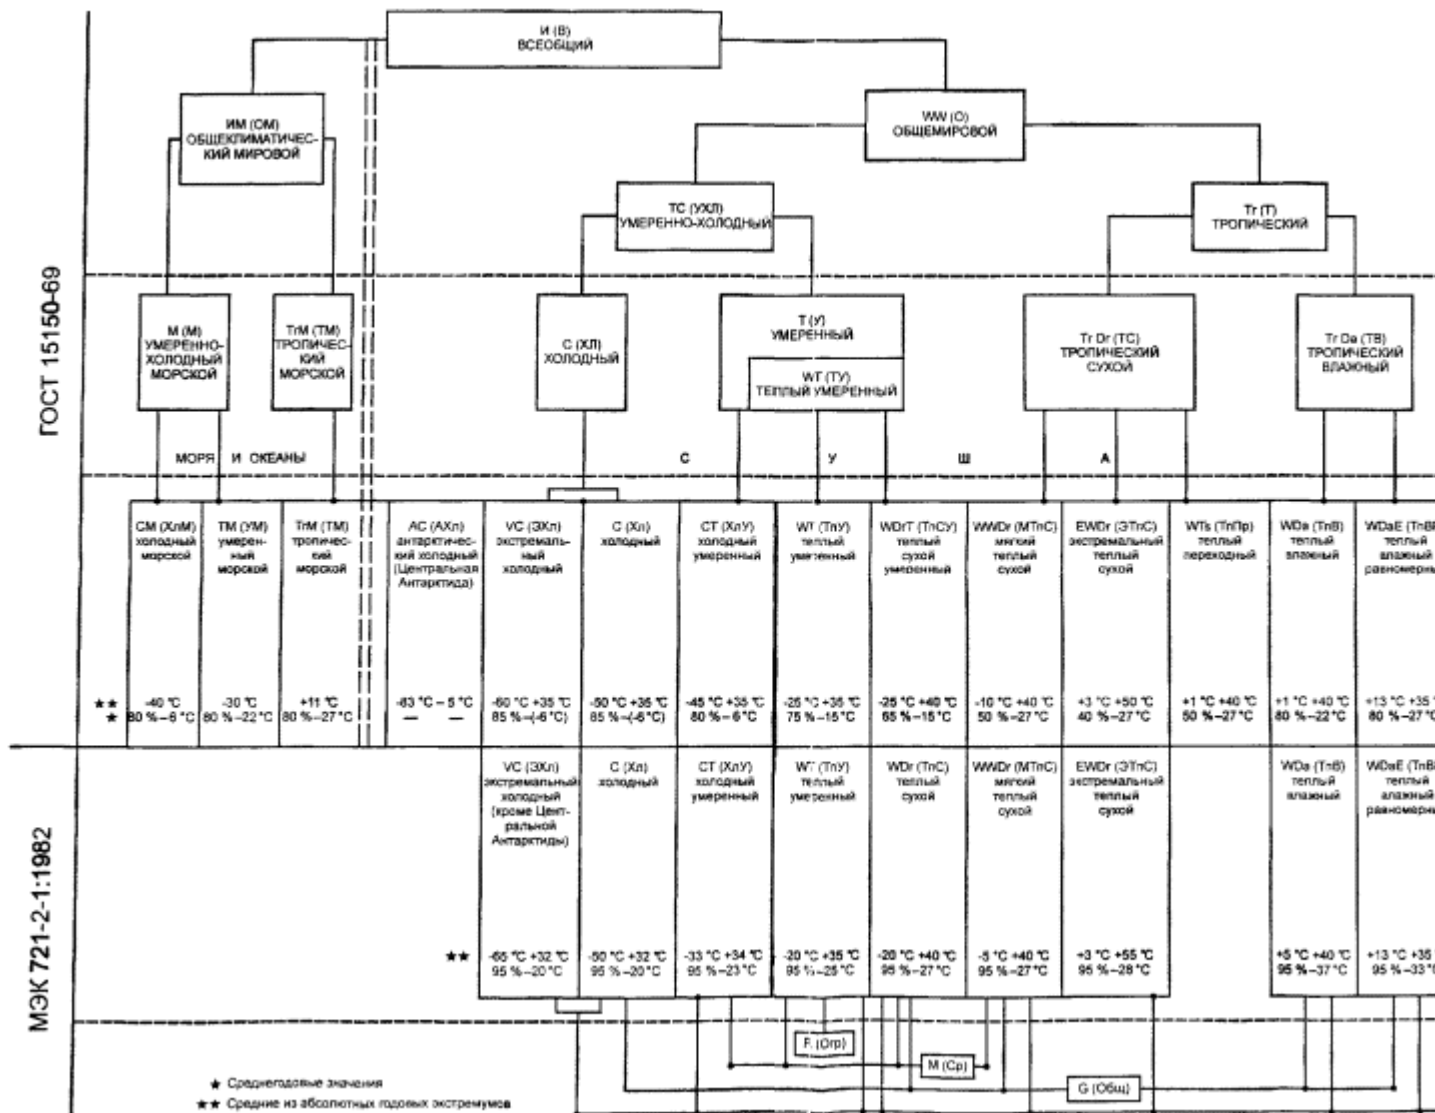 И (В)
ВСЕОБЩИЙ
ИМ (ОМ)
ОБЩЕКЛИМАТИЧЕС-
КИЙ МИРОВОЙ
WW (О)
ОБЩЕМИРОВОЙ
ТС (УХЛ)
УМЕРЕННО-ХОЛОДНЫЙ
Tr (Т)
ТРОПИЧЕСКИЙ
ГОСТ 15150-69
М (М)
УМЕРЕННО-
ХОЛОДНЫЙ
МОРСКОЙ
TrM (ТМ)
ТРОПИЧЕС-
КИЙ
МОРСКОЙ
С (ХЛ)
ХОЛОДНЫЙ
Т (У)
УМЕРЕННЫЙ
WT (ТУ)
ТЕПЛЫЙ УМЕРЕННЫЙ
Tr Dr (ТС)
ТРОПИЧЕСКИЙ
СУХОЙ
Tr Da (ТВ)
ТРОПИЧЕСКИЙ
ВЛАЖНЫЙ
МОРЯ И ОКЕАНЫ
С У Ш А
СМ (ХлМ)
холодный
морской
ТМ (УМ)
умерен-
ный
морской
TrM (ТМ)
тропичес-
кий
морской
АС (АХл)
антарктичес-
кий холодный
(Центральная
Антарктида)
VC (ЭХл)
экстремаль-
ный
холодный
С (Хл)
холодный
СТ (ХлУ)
холодный
умеренный
WT (ТпУ)
теплый
умеренный
WDrT (ТпСУ)
теплый
сухой
умеренный
WWDr (МТпС)
мягкий
теплый
сухой
EWDr (ЭТпС)
экстремальный
теплый
сухой
WTs (ТпПр)
теплый
переходный
WDa (ТпВ)
теплый
влажный
WDaE (ТпВР
теплый
влажный
равномерны
★★
★
-40 °С
80 % –6 °С
-30 °С
80 % –22 °С
+11 °С
80 % –27 °С
-83 °С – 5 °С
— —
-60 °С +35 °С
85 % –(-6 °С)
-50 °С +35 °С
85 % –(-6 °С)
-45 °С +35 °С
80 % – 6 °С
-25 °С +35 °С
75 % –15 °С
-25 °С +40 °С
65 % –15 °С
-10 °С +40 °С
50 % –27 °С
+3 °С +50 °С
40 % –27 °С
+1 °С +40 °С
50 % –27 °С
+1 °С +40 °С
80 % –22 °С
+13 °С +35 °
80 % –27 °С
МЭК 721-2-1:1982
VC (ЭХл)
экстремальный
холодный
(кроме Цент-
ральной
Антарктиды)
С (Хл)
холодный
СТ (ХлУ)
холодный
умеренный
WT (ТпУ)
теплый
умеренный
WDr (ТпС)
теплый
сухой
WWDr (МТпС)
мягкий
теплый
сухой
EWDr (ЭТпС)
экстремальный
теплый
сухой
WDa (ТпВ)
теплый
влажный
WDaE (ТпВ
теплый
влажный
равномерны
★★
-65 °С +32 °С
95 % –20 °С
-50 °С +32 °С
95 % –20 °С
-33 °С +34 °С
95 % –23 °С
-20 °С +35 °С
95 % –25 °С
-20 °С +40 °С
95 % –27 °С
-5 °С +40 °С
95 % –27 °С
+3 °С +55 °С
95 % –28 °С
+5 °С +40 °С
95 % –37 °С
+13 °С +35 °
95 % –33 °С
R (Огр)
М (Ср)
G (Общ)
★ Среднегодовые значения
★★ Средние из абсолютных годовых экстремумов